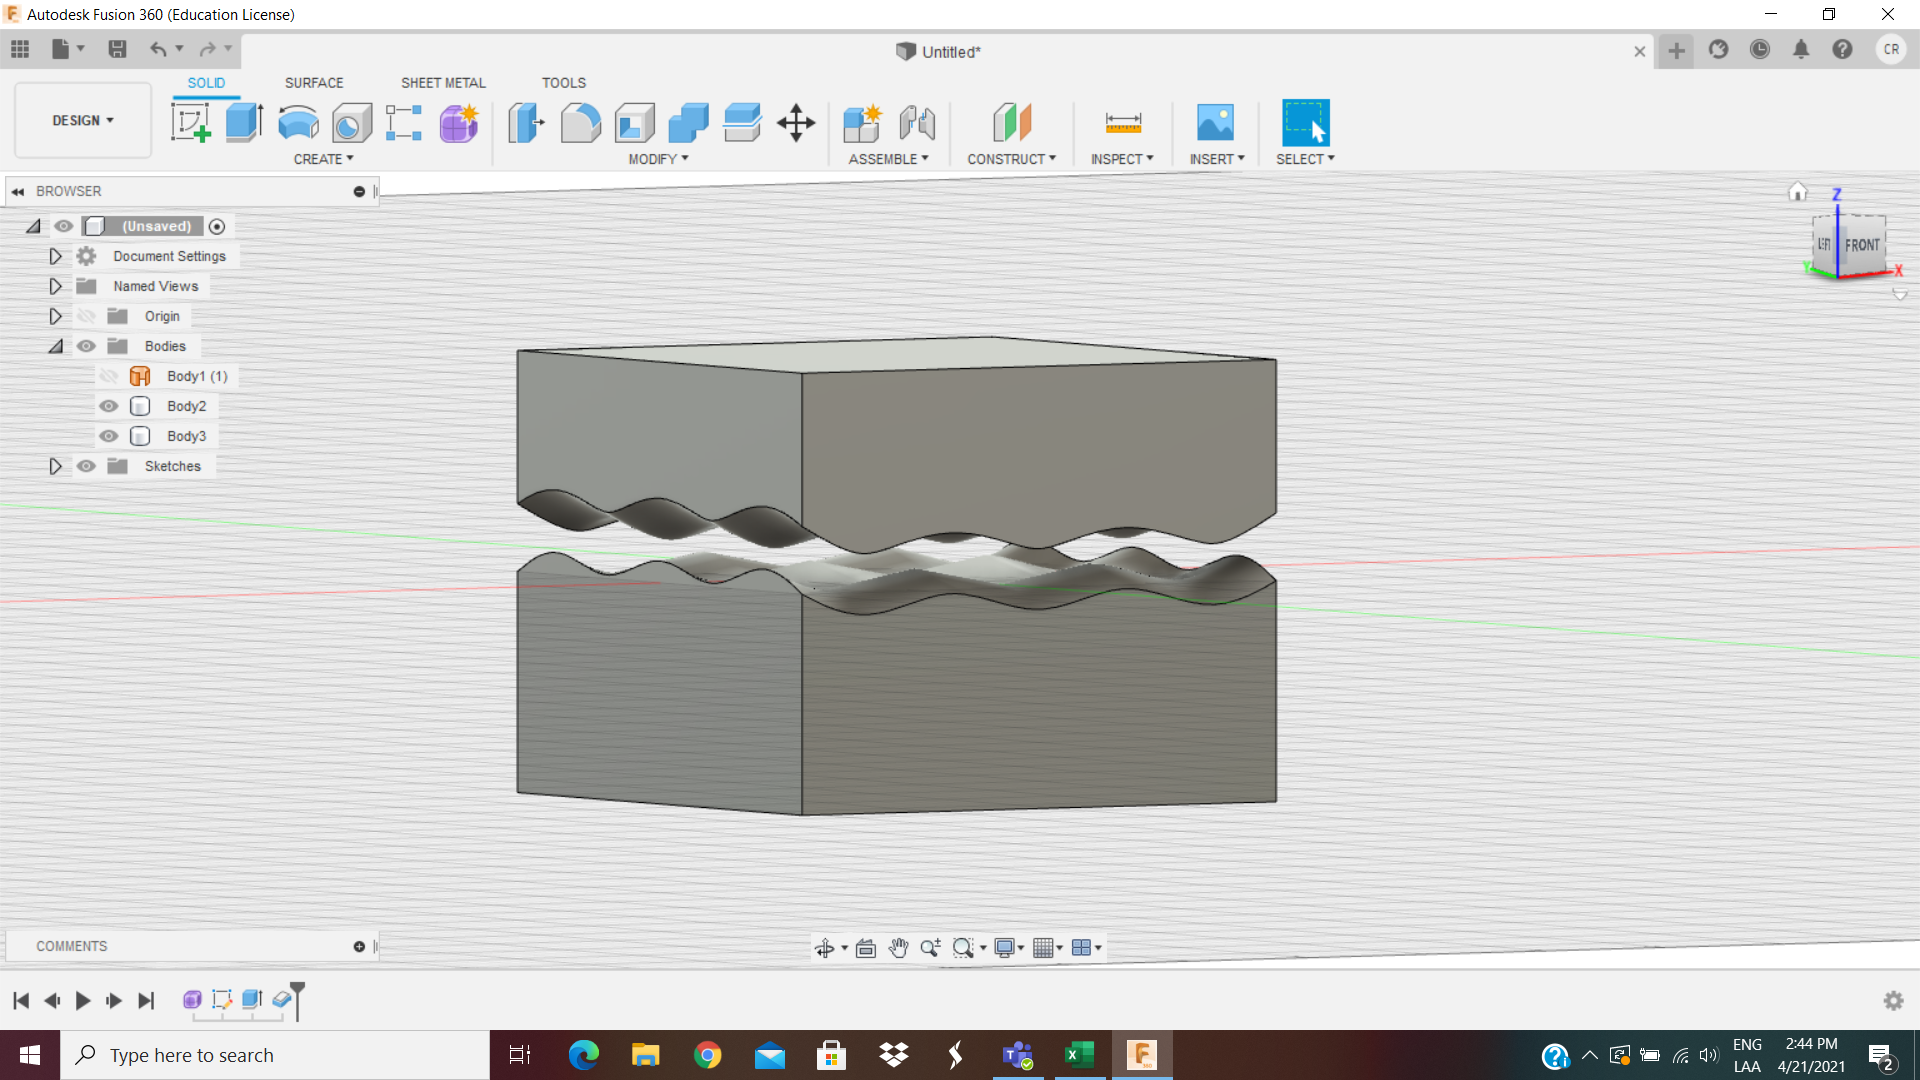 Autodesk Fusion 360 (Education License)
Untitled*
CR
DESIGN
SOLID
SURFACE
SHEET METAL
TOOLS
CREATE
MODIFY
ASSEMBLE
CONSTRUCT
INSPECT
INSERT
SELECT
BROWSER
(Unsaved)
Document Settings
Named Views
Origin
Bodies
Body1 (1)
Body2
Body3
Sketches
Z
LEFT
FRONT
Y
X
COMMENTS
Type here to search
ENG
LAA
2:44 PM
4/21/2021
2